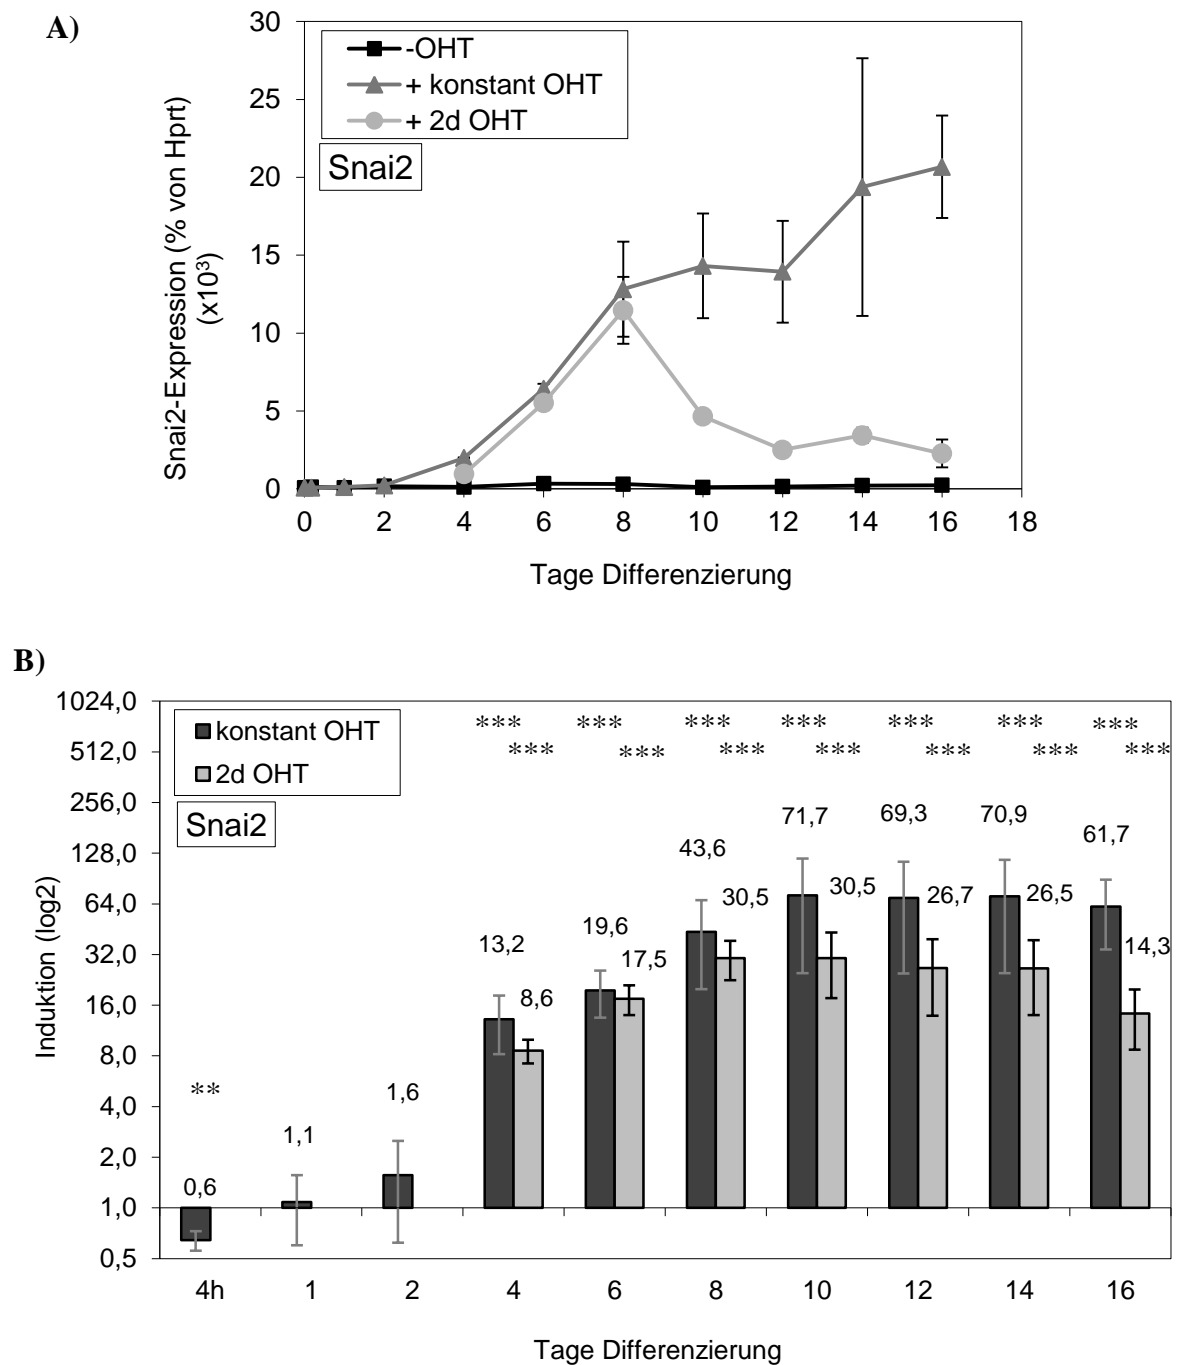 A)
30
25
20
15
10
5
0
Snai2-Expression (% von Hprt)
(x10³)
-OHT
+ konstant OHT
+ 2d OHT
Snai2
0 2 4 6 8 10 12 14 16 18
Tage Differenzierung
B)
1024,0
512,0
256,0
128,0
64,0
32,0
16,0
8,0
4,0
2,0
1,0
0,5
Induktion (log2)
konstant OHT
2d OHT
Snai2
*** *** *** *** *** *** ***
*** *** *** *** *** *** ***
**
0,6
1,1
1,6
13,2
8,6
19,6
17,5
43,6
30,5
71,7
30,5
69,3
26,7
70,9
26,5
61,7
14,3
4h 1 2 4 6 8 10 12 14 16
Tage Differenzierung